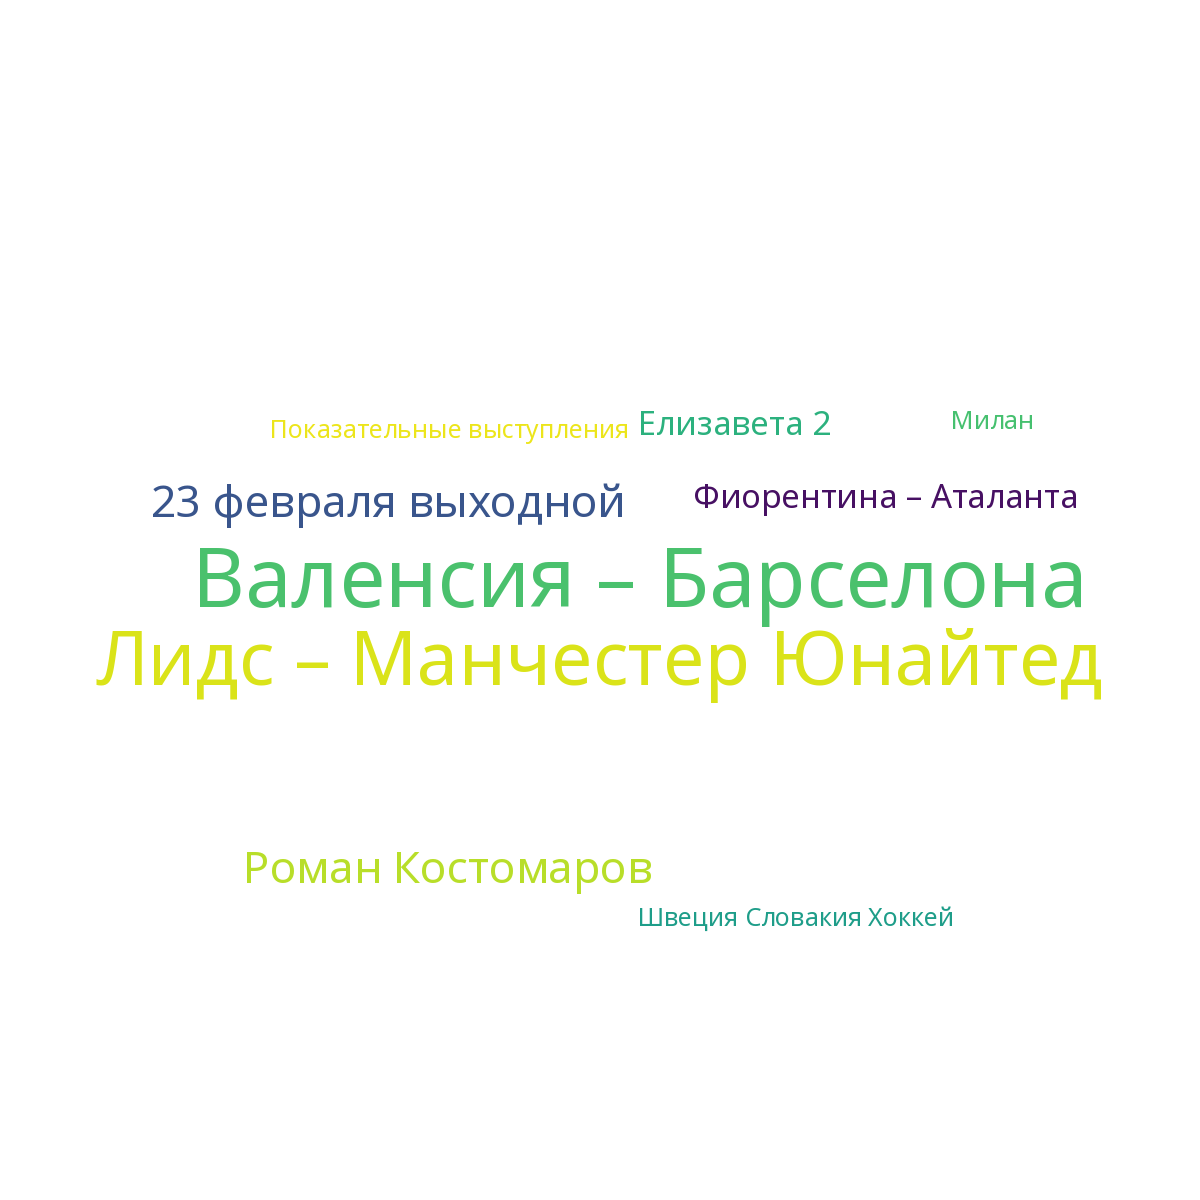 Показательные выступления
Елизавета 2
Милан
23 февраля выходной
Фиорентина – Аталанта
Валенсия – Барселона
Лидс – Манчестер Юнайтед
Роман Костомаров
Швеция Словакия Хоккей